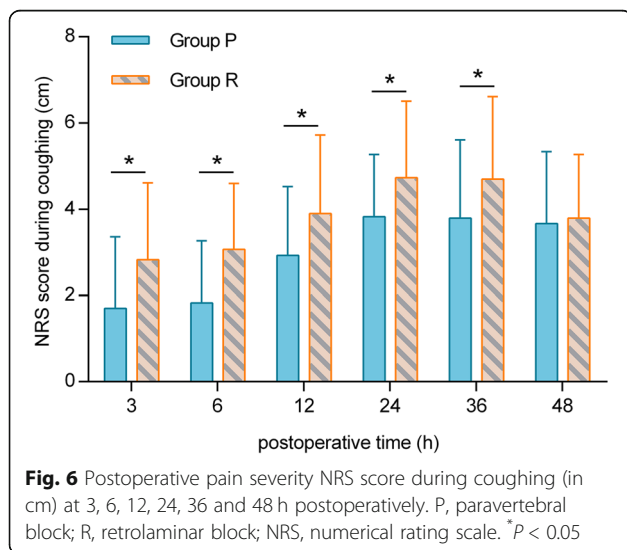 8
Group P
Group R
6
4
2
0
NRS score during coughing (cm)
* * * * *
3 6 12 24 36 48
postoperative time (h)
Fig. 6 Postoperative pain severity NRS score during coughing (in
cm) at 3, 6, 12, 24, 36 and 48 h postoperatively. P, paravertebral
block; R, retrolaminar block; NRS, numerical rating scale. *P < 0.05